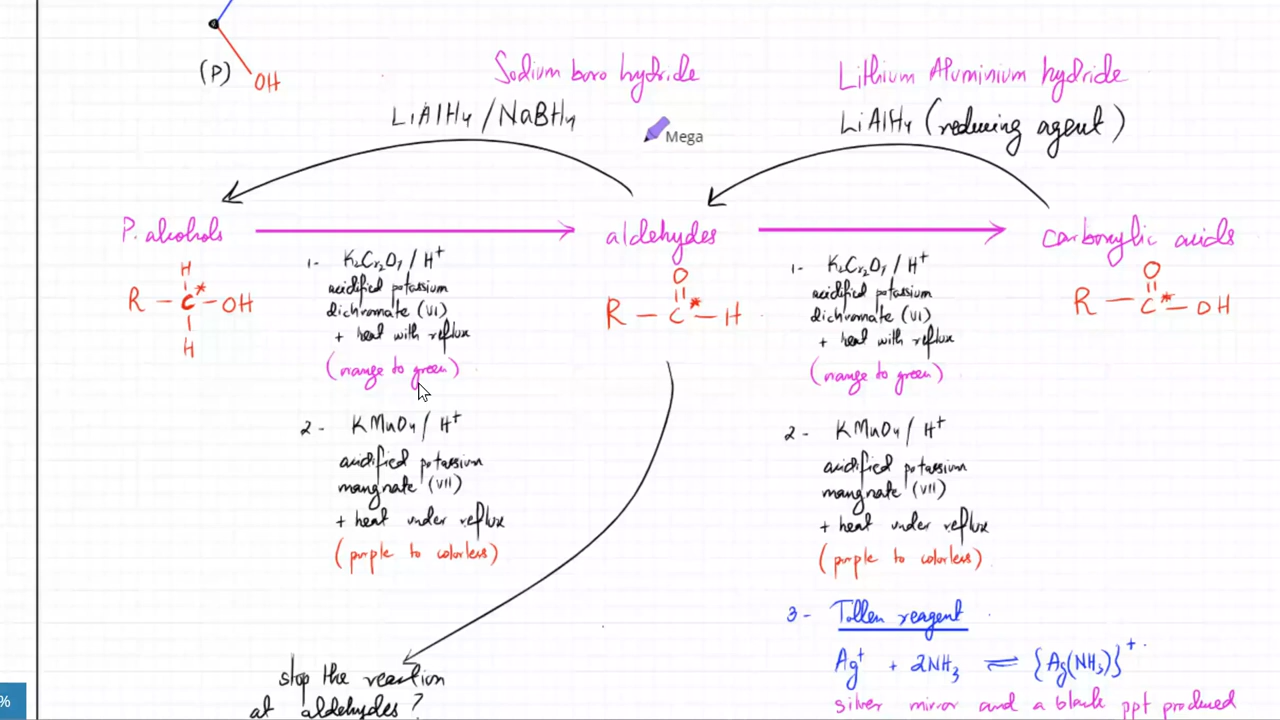 (P)
OH
Sodium boro hydride
Lithium Aluminium hydride
LiAlH4 / NaBH4
LiAlH4 (reducing agent)
Mega
P. alcohols
aldehydes
carboxylic acids
H
R - C* - OH
H
1- K2Cr2O7 / H+
acidified potassium
dichromate (VI)
+ heat with reflux
(orange to green)
2- KMnO4 / H+
acidified potassium
mangnate (VII)
+ heat under reflux
(purple to colorless)
O
R - C* - H
1- K2Cr2O7 / H+
acidified potassium
dichromate (VI)
+ heat with reflux
(orange to green)
2- KMnO4 / H+
acidified potassium
mangnate (VII)
+ heat under reflux
(purple to colorless)
3- Tollen reagent
Ag+ + 2NH3 ⇌ {Ag(NH3)}+
silver mirror and a black ppt produced
O
R - C* - OH
stop the reaction
at aldehydes?
%